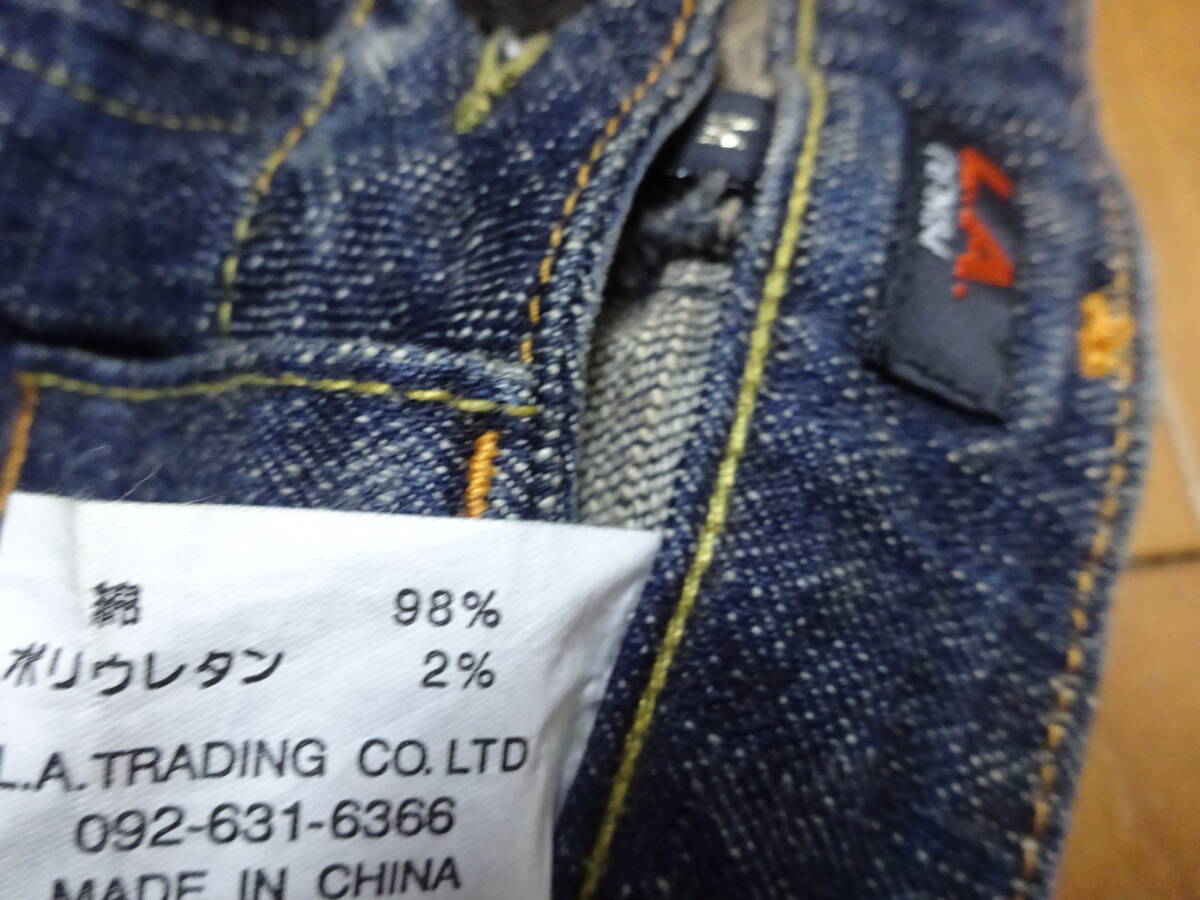 綿 98%
ポリウレタン 2%
L.A.TRADING CO.LTD
092-631-6366
MADE IN CHINA
L.A.